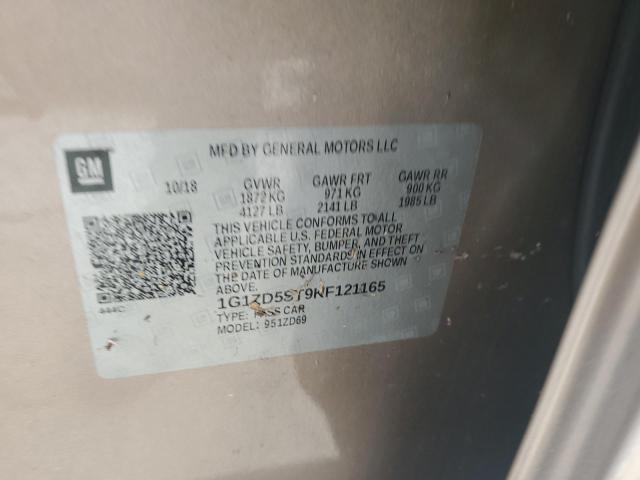 MFD BY GENERAL MOTORS LLC
GM
10/18 GVWR GAWR FRT GAWR RR
1872 KG 971 KG 900 KG
4127 LB 2141 LB 1985 LB
THIS VEHICLE CONFORMS TO ALL
APPLICABLE U.S. FEDERAL MOTOR
VEHICLE SAFETY, BUMPER, AND THEFT
PREVENTION STANDARDS IN EFFECT ON
THE DATE OF MANUFACTURE SHOWN
ABOVE.
1G1ZD5ST9KF121165
TYPE: PASS CAR
MODEL: 951ZD69